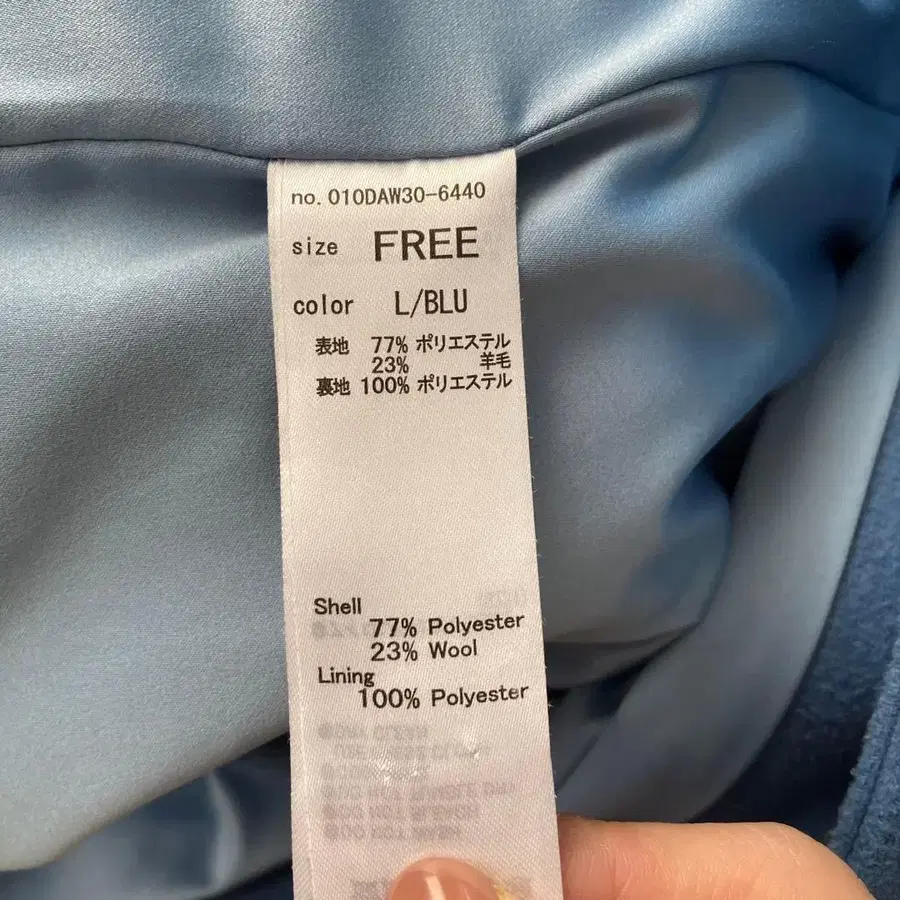 no. 010DAW30-6440
size FREE
color L/BLU
表地 77% ポリエステル
23% 羊毛
裏地 100% ポリエステル
Shell
77% Polyester
23% Wool
Lining
100% Polyester